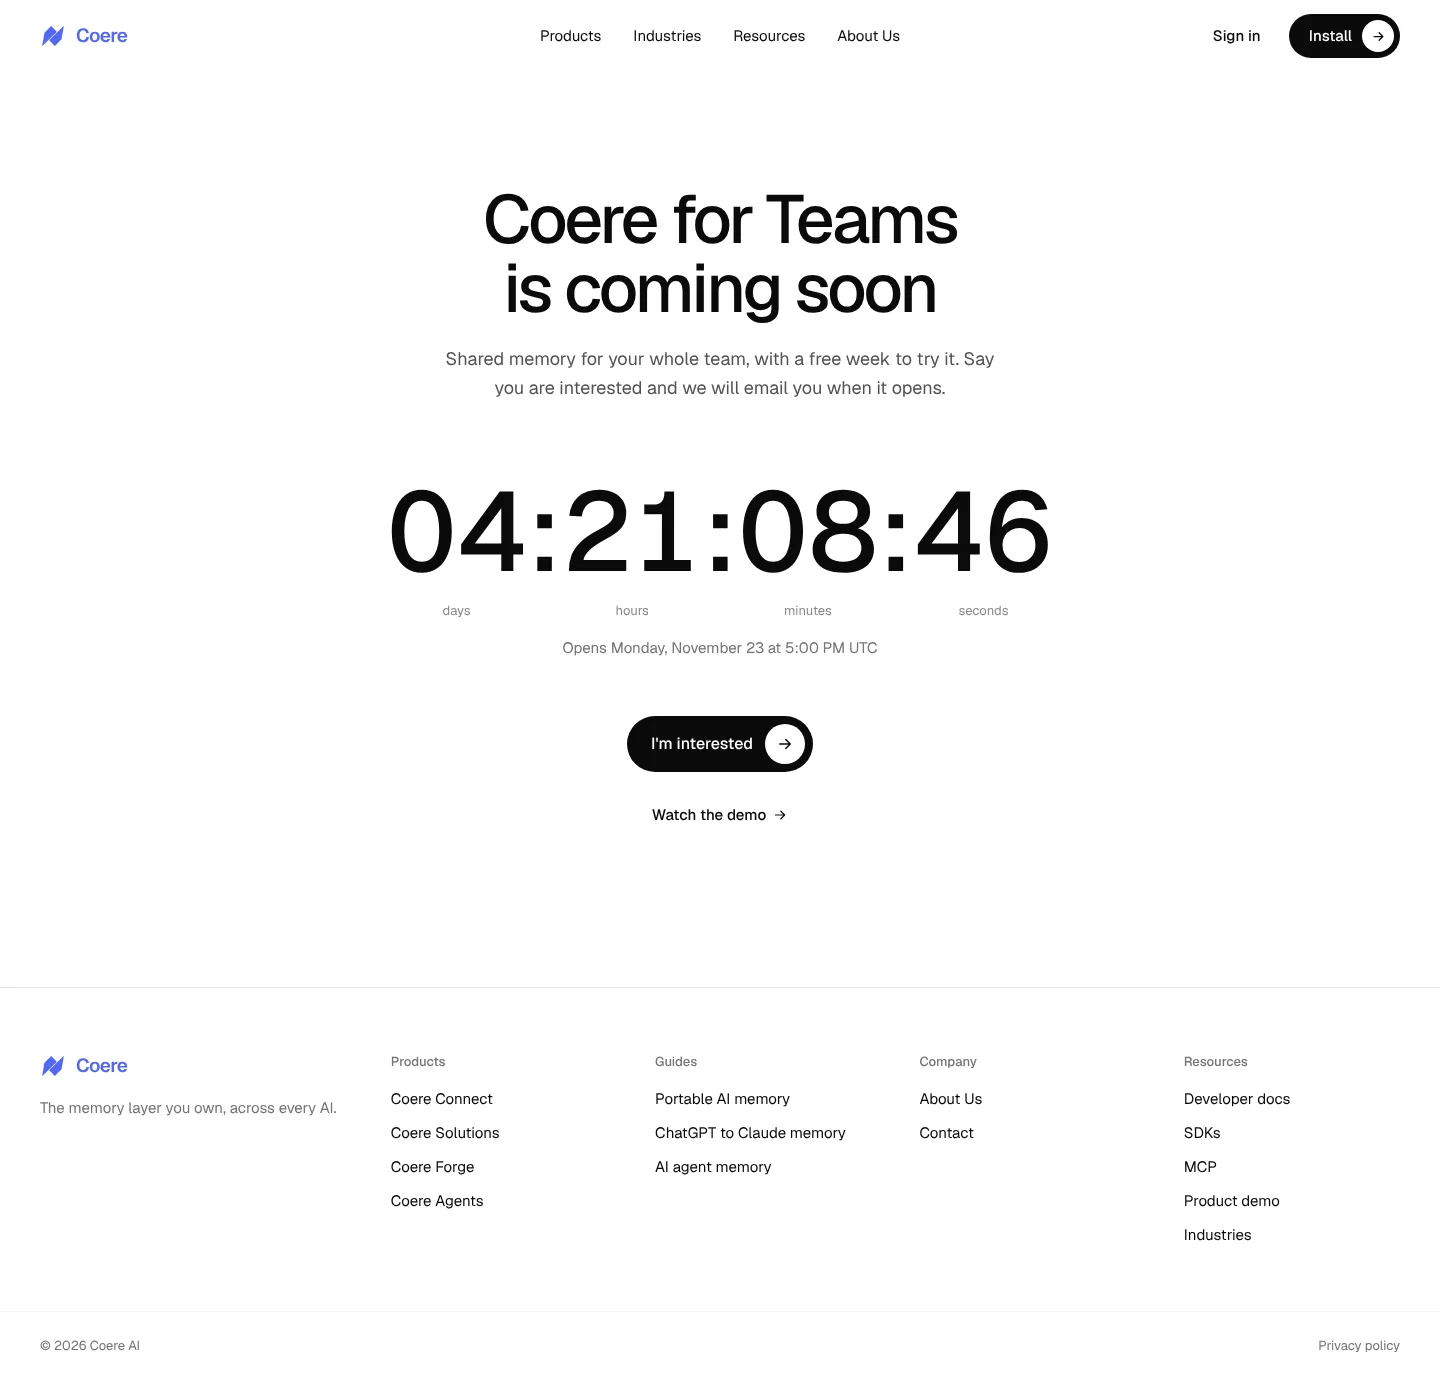 Coere
Products
Industries
Resources
About Us
Sign in
Install
Coere for Teams
is coming soon
Shared memory for your whole team, with a free week to try it. Say
you are interested and we will email you when it opens.
04:21:08:46
days hours minutes seconds
Opens Monday, November 23 at 5:00 PM UTC
I'm interested
Watch the demo
Coere
The memory layer you own, across every AI.
Products
Coere Connect
Coere Solutions
Coere Forge
Coere Agents
Guides
Portable AI memory
ChatGPT to Claude memory
AI agent memory
Company
About Us
Contact
Resources
Developer docs
SDKs
MCP
Product demo
Industries
© 2026 Coere AI
Privacy policy